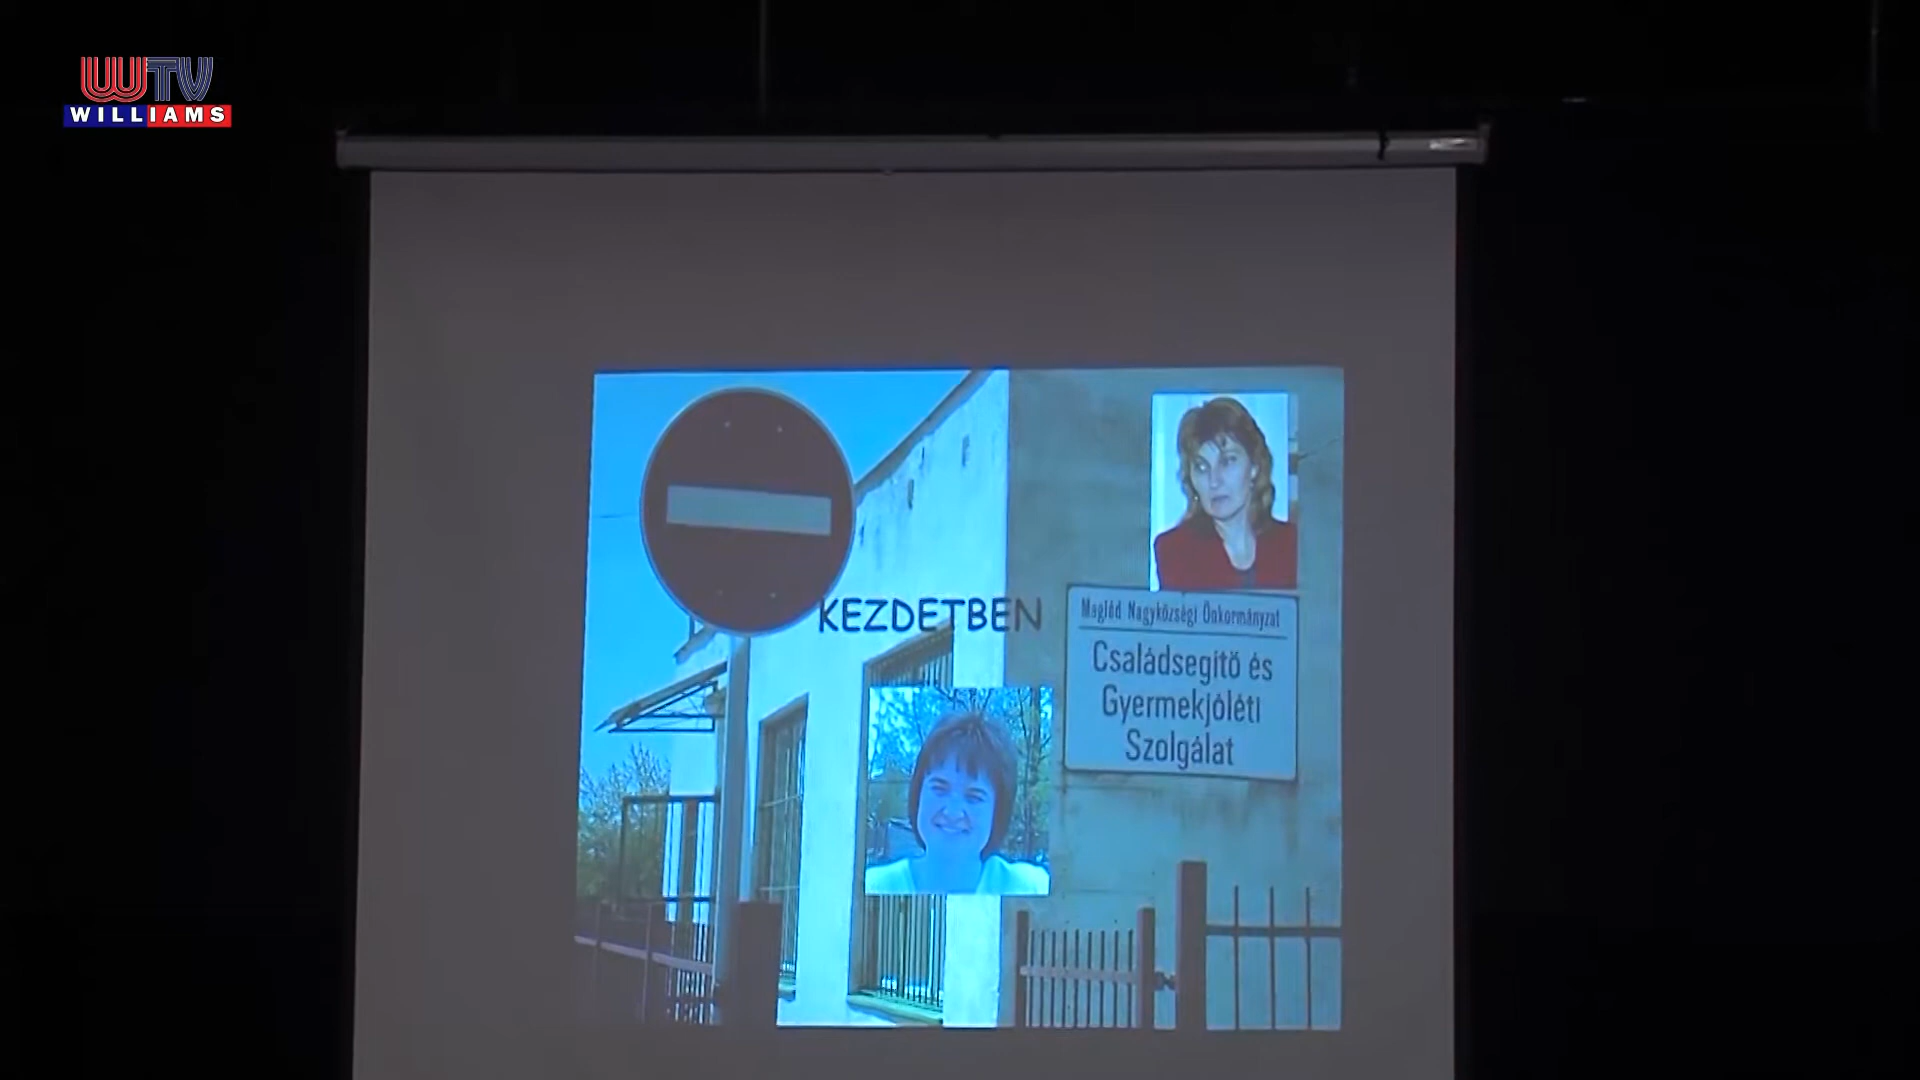 WTV
WILLIAMS
KEZDETBEN
Maglód Nagyközségi Önkormányzat
Családsegítő és
Gyermekjóléti
Szolgálat